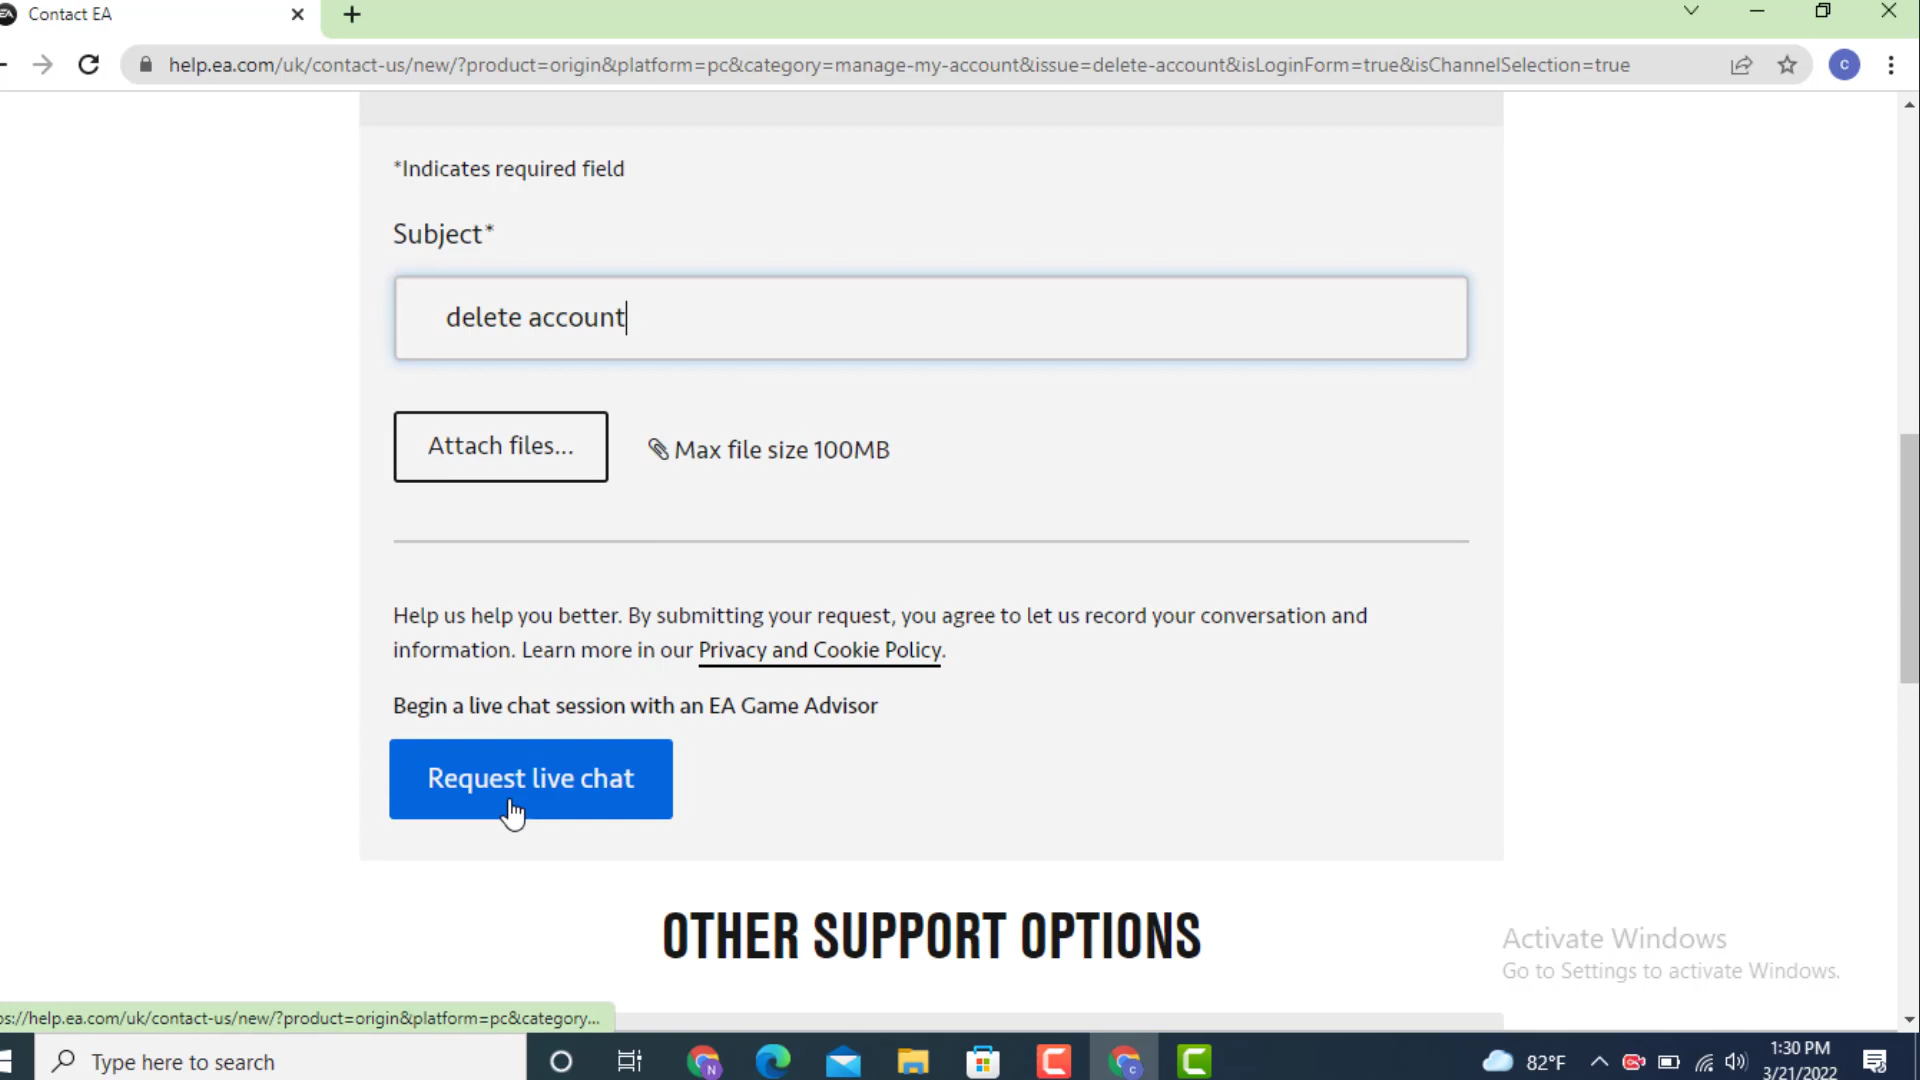 Contact EA
help.ea.com/uk/contact-us/new/?product=origin&platform=pc&category=manage-my-account&issue=delete-account&isLoginForm=true&isChannelSelection=true
C
*Indicates required field
Subject*
delete account
Attach files...
Max file size 100MB
Help us help you better. By submitting your request, you agree to let us record your conversation and
information. Learn more in our Privacy and Cookie Policy.
Begin a live chat session with an EA Game Advisor
Request live chat
OTHER SUPPORT OPTIONS
Activate Windows
Go to Settings to activate Windows.
ps://help.ea.com/uk/contact-us/new/?product=origin&platform=pc&category...
Type here to search
N
C
82°F
1:30 PM
3/21/2022